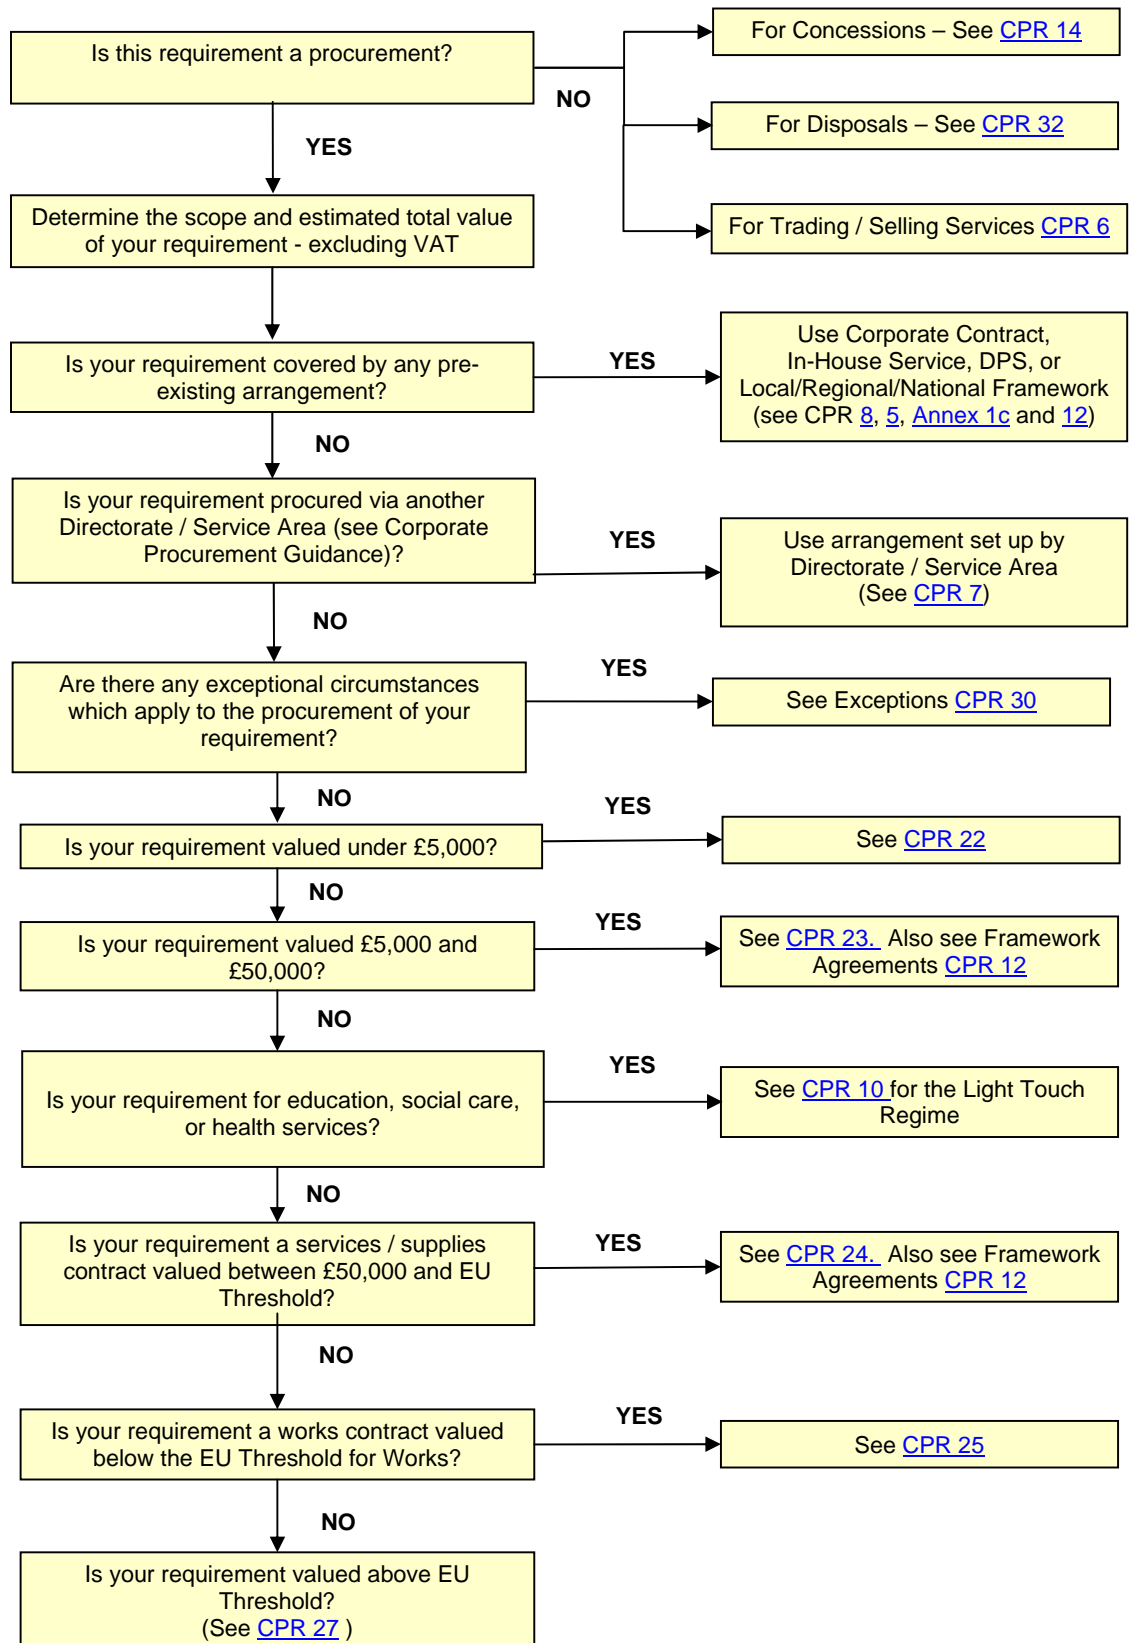 Is this requirement a procurement?
For Concessions – See CPR 14
NO
For Disposals – See CPR 32
YES
For Trading / Selling Services CPR 6
Determine the scope and estimated total value
of your requirement - excluding VAT
Is your requirement covered by any pre-
existing arrangement?
YES
Use Corporate Contract,
In-House Service, DPS, or
Local/Regional/National Framework
(see CPR 8, 5, Annex 1c and 12)
NO
Is your requirement procured via another
Directorate / Service Area (see Corporate
Procurement Guidance)?
YES
Use arrangement set up by
Directorate / Service Area
(See CPR 7)
NO
Are there any exceptional circumstances
which apply to the procurement of your
requirement?
YES
See Exceptions CPR 30
NO
Is your requirement valued under £5,000?
YES
See CPR 22
NO
Is your requirement valued £5,000 and
£50,000?
YES
See CPR 23. Also see Framework
Agreements CPR 12
NO
Is your requirement for education, social care,
or health services?
YES
See CPR 10 for the Light Touch
Regime
NO
Is your requirement a services / supplies
contract valued between £50,000 and EU
Threshold?
YES
See CPR 24. Also see Framework
Agreements CPR 12
NO
Is your requirement a works contract valued
below the EU Threshold for Works?
YES
See CPR 25
NO
Is your requirement valued above EU
Threshold?
(See CPR 27 )